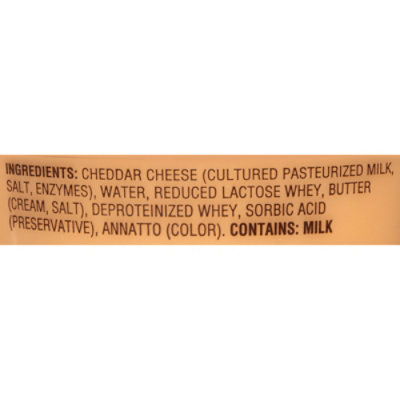 INGREDIENTS: CHEDDAR CHEESE (CULTURED PASTEURIZED MILK,
SALT, ENZYMES), WATER, REDUCED LACTOSE WHEY, BUTTER
(CREAM, SALT), DEPROTEINIZED WHEY, SORBIC ACID
(PRESERVATIVE), ANNATTO (COLOR). CONTAINS: MILK